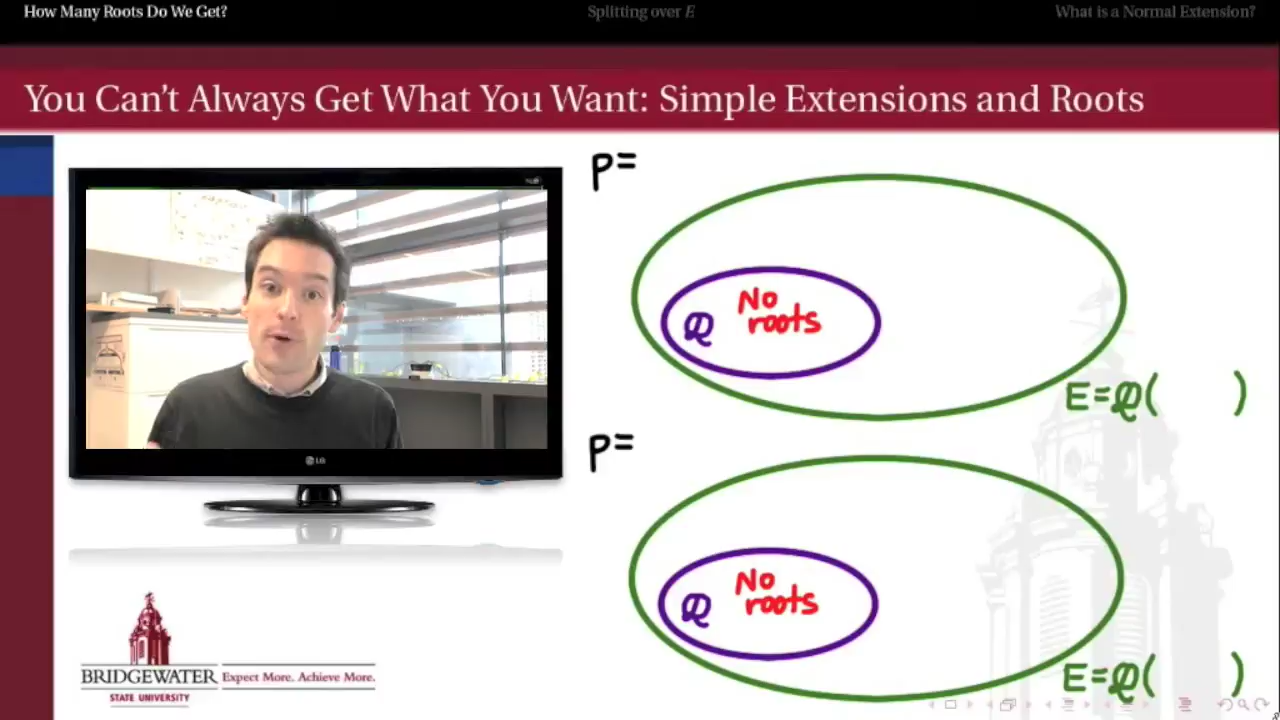 How Many Roots Do We Get?
Splitting over E
What is a Normal Extension?
You Can't Always Get What You Want: Simple Extensions and Roots
P=
No
roots
Q
E=Q( )
LG
P=
No
roots
Q
E=Q( )
BRIDGEWATER
STATE UNIVERSITY
Expect More. Achieve More.